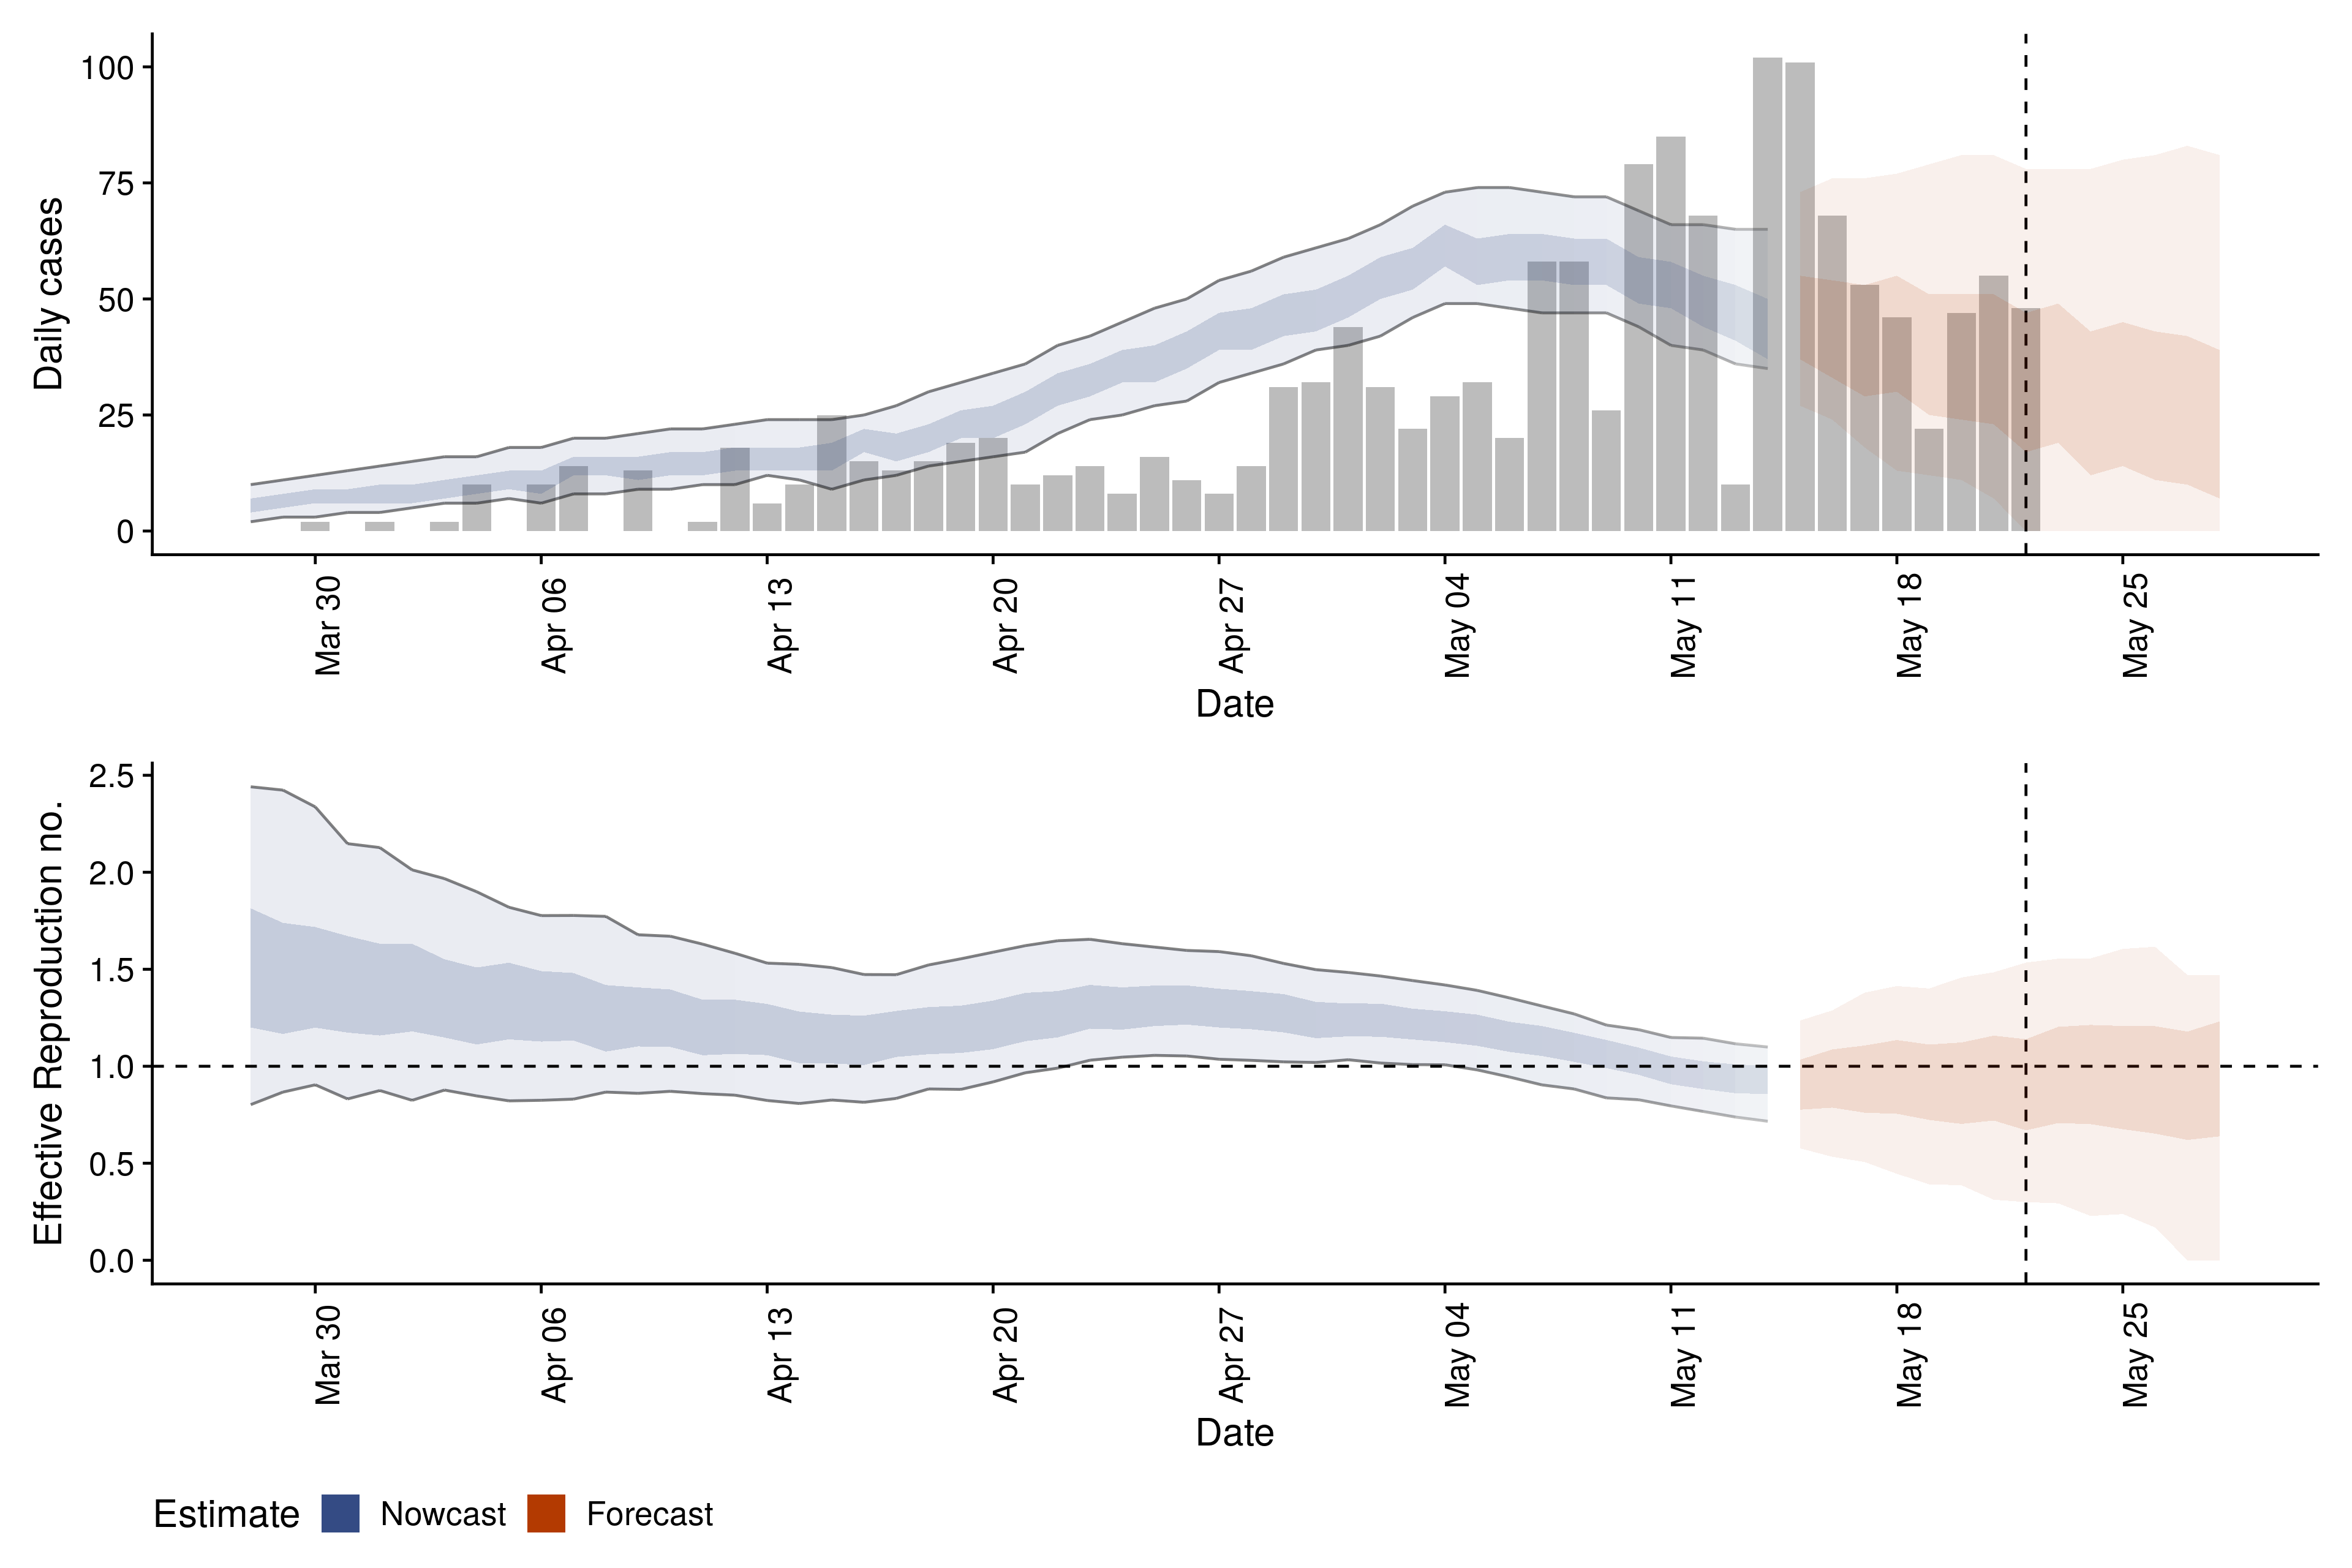 100
75
50
25
0
Daily cases
Mar 30
Apr 06
Apr 13
Apr 20
Apr 27
May 04
May 11
May 18
May 25
Date
2.5
2.0
1.5
1.0
0.5
0.0
Effective Reproduction no.
Mar 30
Apr 06
Apr 13
Apr 20
Apr 27
May 04
May 11
May 18
May 25
Date
Estimate Nowcast Forecast